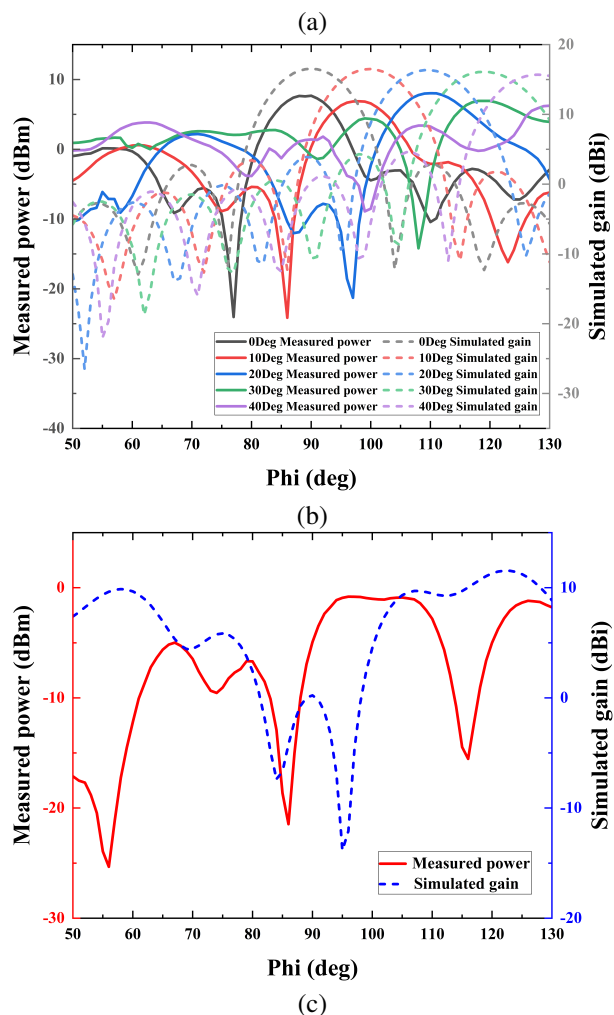 (a)
20
15
10
5
0
-5
-10
-15
-20
-30
10
0
-10
-20
-30
-40
Measured power (dBm)
Simulated gain (dBi)
0Deg Measured power 0Deg Simulated gain
10Deg Measured power 10Deg Simulated gain
20Deg Measured power 20Deg Simulated gain
30Deg Measured power 30Deg Simulated gain
40Deg Measured power 40Deg Simulated gain
50 60 70 80 90 100 110 120 130
Phi (deg)
(b)
0
-10
-20
-30
10
0
-10
-20
Measured power (dBm)
Simulated gain (dBi)
Measured power
Simulated gain
50 60 70 80 90 100 110 120 130
Phi (deg)
(c)